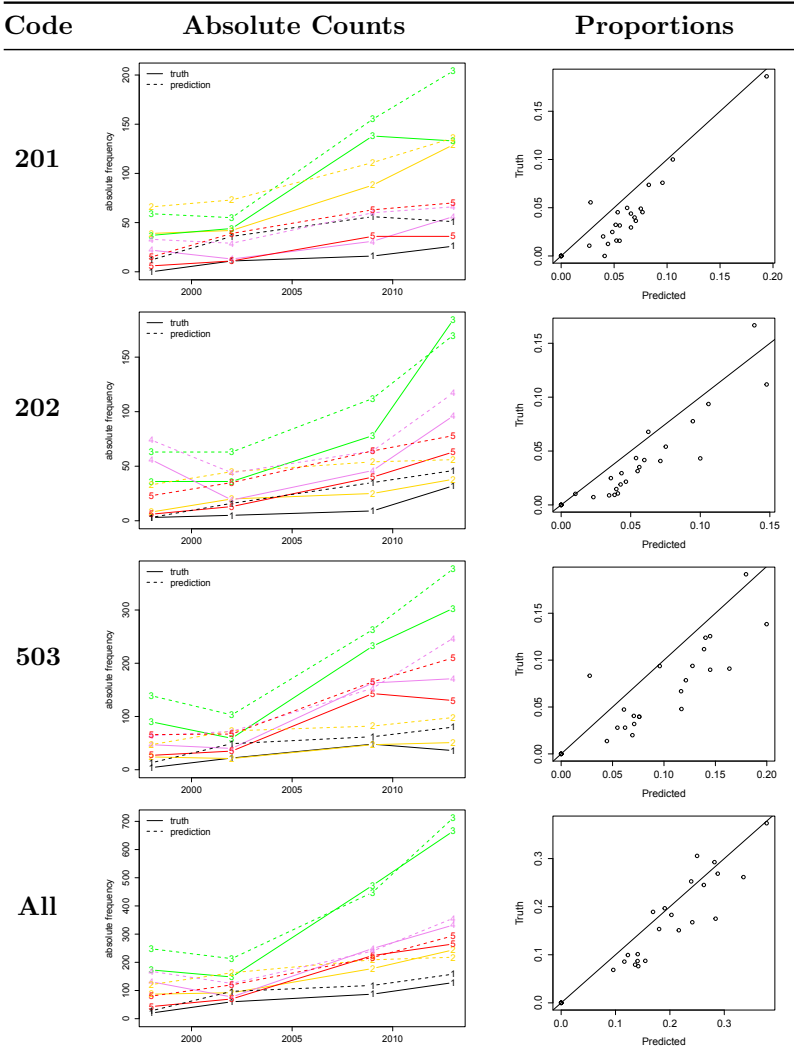 Code Absolute Counts Proportions
201
absolute frequency
200
150
100
50
0
truth
prediction
2000 2005 2010
Truth
0.15
0.10
0.05
0.00
0.00 0.05 0.10 0.15 0.20
Predicted
202
absolute frequency
150
100
50
0
truth
prediction
2000 2005 2010
Truth
0.15
0.10
0.05
0.00
0.00 0.05 0.10 0.15
Predicted
503
absolute frequency
300
200
100
0
truth
prediction
2000 2005 2010
Truth
0.15
0.10
0.05
0.00
0.00 0.05 0.10 0.15 0.20
Predicted
All
absolute frequency
700
600
500
400
300
200
100
0
truth
prediction
2000 2005 2010
Truth
0.3
0.2
0.1
0.0
0.0 0.1 0.2 0.3
Predicted